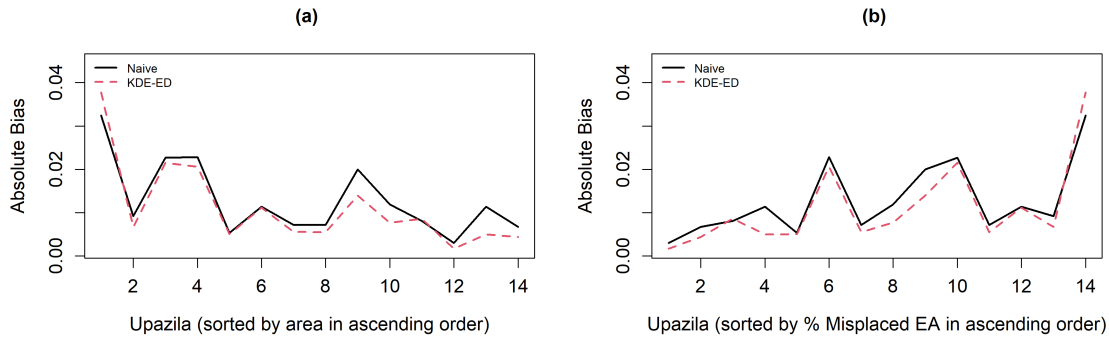 (a)
Naive
KDE-ED
Absolute Bias
0.00
0.02
0.04
2 4 6 8 10 12 14
Upazila (sorted by area in ascending order)
(b)
Naive
KDE-ED
Absolute Bias
0.00
0.02
0.04
2 4 6 8 10 12 14
Upazila (sorted by % Misplaced EA in ascending order)